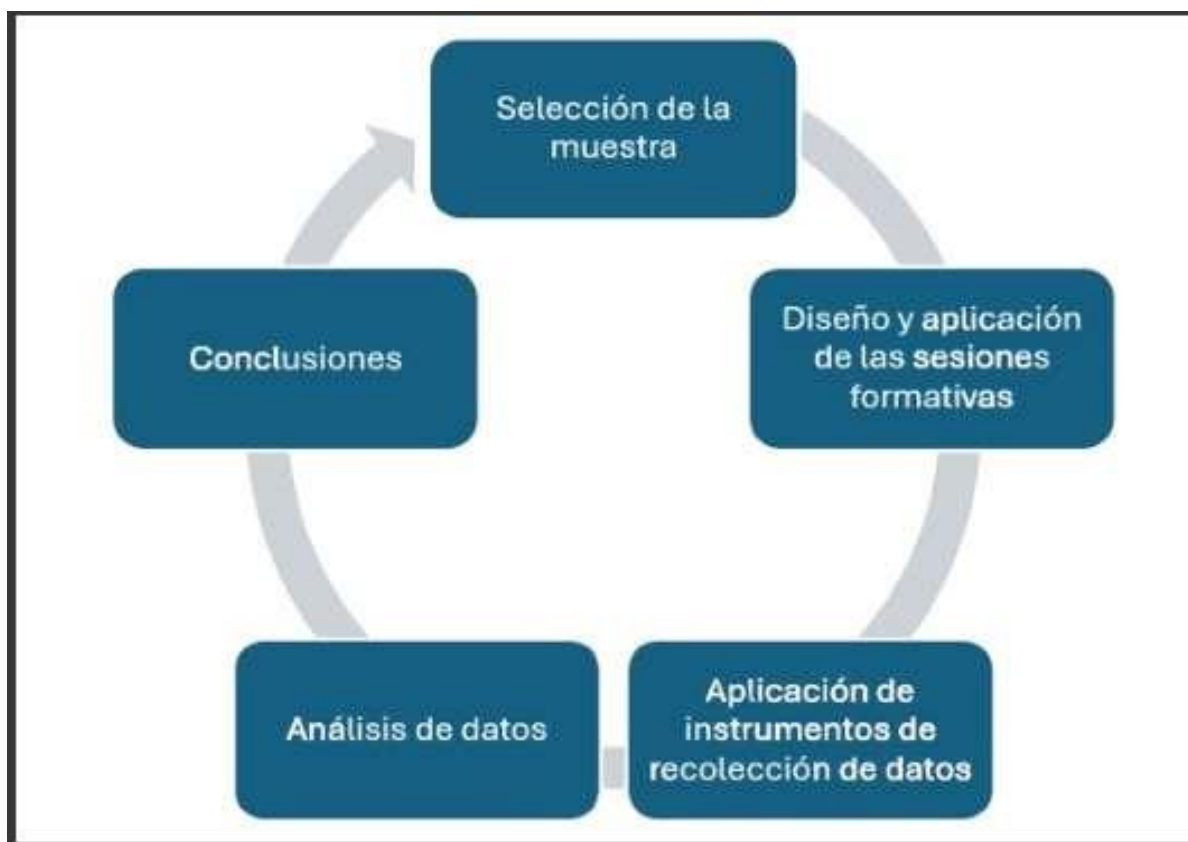 Selección de la
muestra
Diseño y aplicación
de las sesiones
formativas
Aplicación de
instrumentos de
recolección de datos
Análisis de datos
Conclusiones